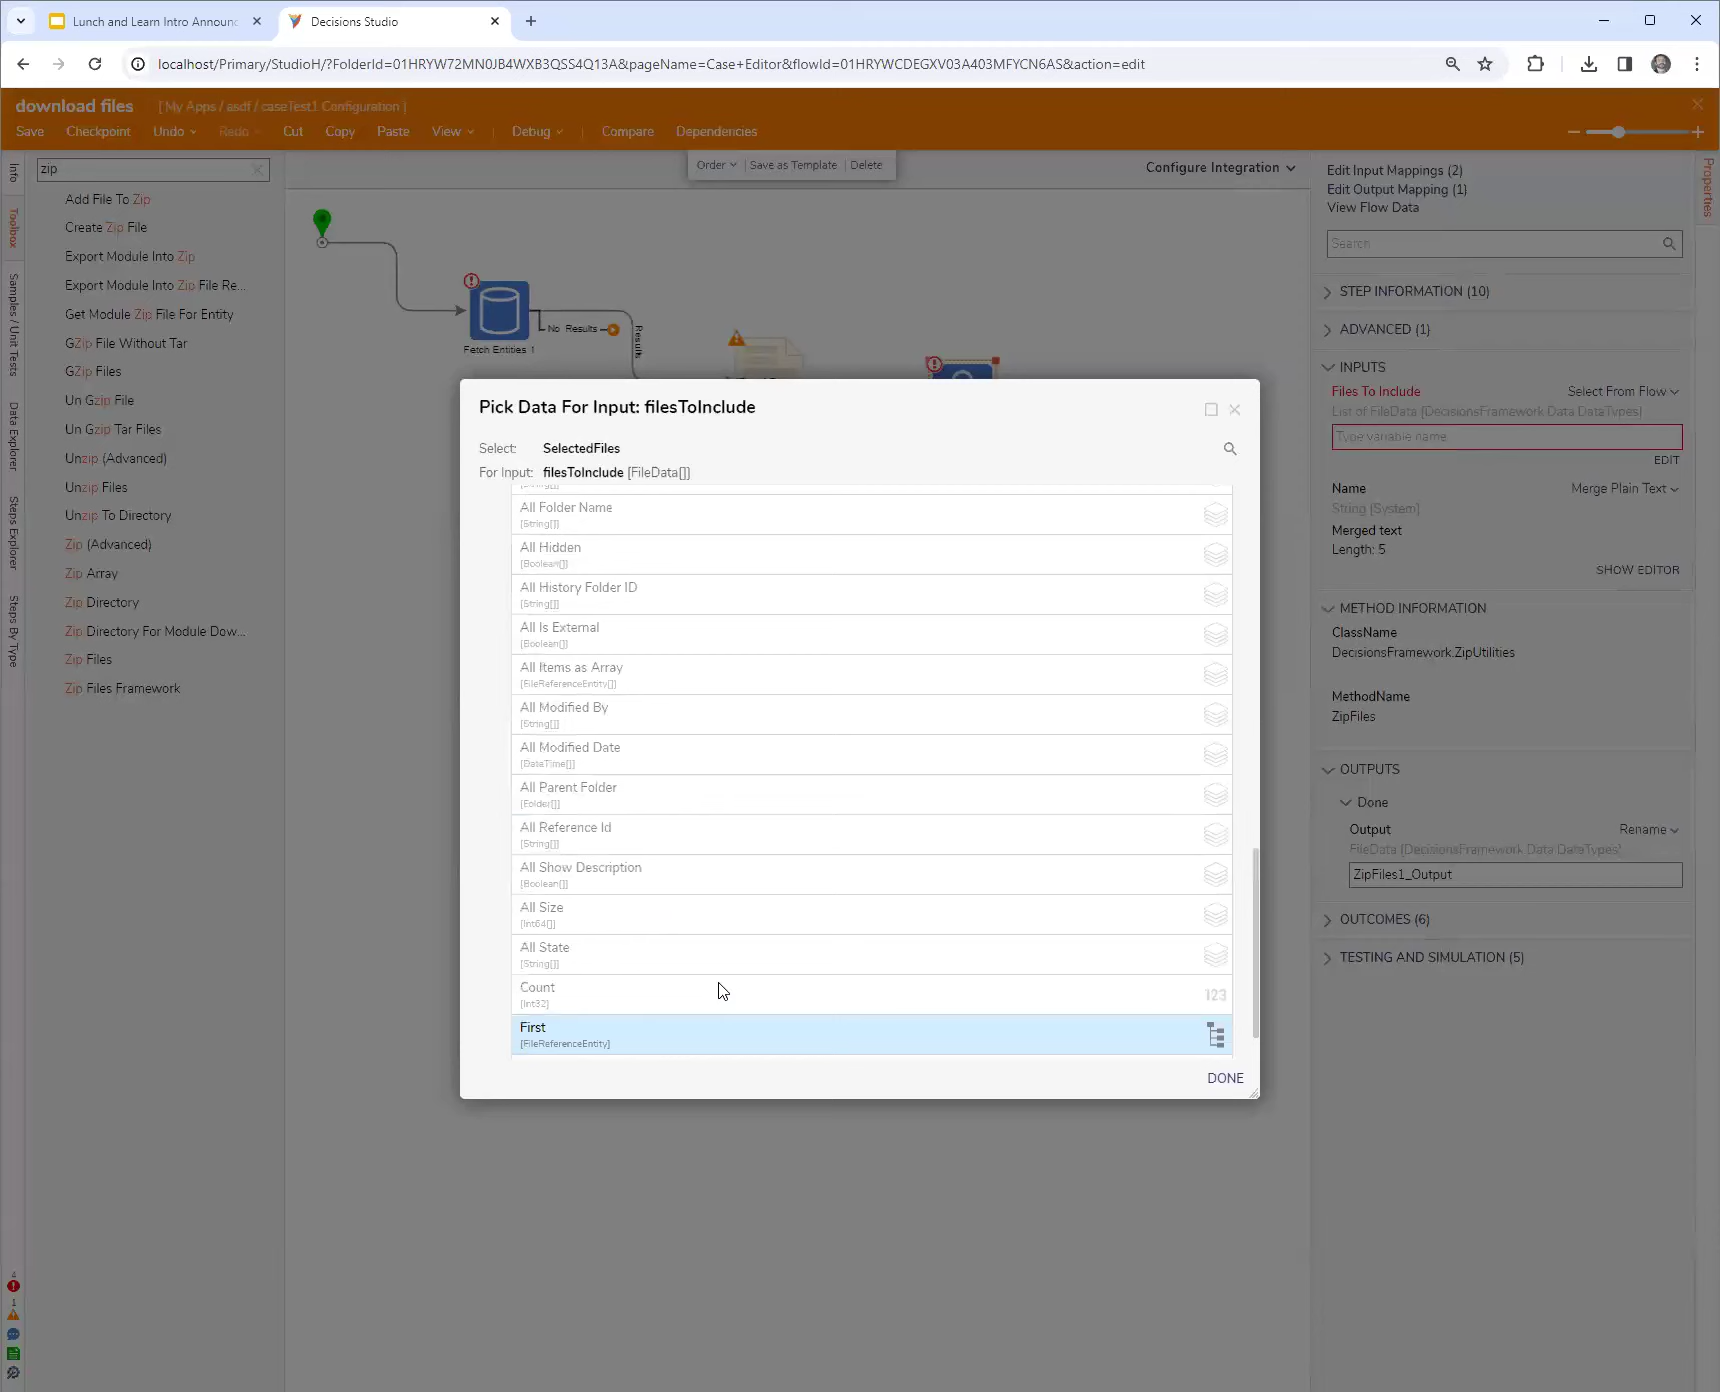 Lunch and Learn Intro Announc
Decisions Studio
localhost/Primary/StudioH/?FolderId=01HRYW72MN0JB4WXB3QSS4Q13A&pageName=Case+Editor&flowId=01HRYWCDEGXV03A403MFYCN6AS&action=edit
download files [ My Apps / asdf / caseTest1 Configuration ]
Save Checkpoint Undo Redo Cut Copy Paste View Debug Compare Dependencies
Info
Toolbox
Samples / Unit Tests
Data Explorer
Steps Explorer
Steps By Type
4
1
zip
Add File To Zip
Create Zip File
Export Module Into Zip
Export Module Into Zip File Re...
Get Module Zip File For Entity
GZip File Without Tar
GZip Files
Un Gzip File
Un Gzip Tar Files
Unzip (Advanced)
Unzip Files
Unzip To Directory
Zip (Advanced)
Zip Array
Zip Directory
Zip Directory For Module Dow...
Zip Files
Zip Files Framework
Order Save as Template Delete
Configure Integration
Fetch Entities 1
No Results
Results
Pick Data For Input: filesToInclude
Select: SelectedFiles
For Input: filesToInclude [FileData[]]
[String[]]
All Folder Name
[String[]]
All Hidden
[Boolean[]]
All History Folder ID
[String[]]
All Is External
[Boolean[]]
All Items as Array
[FileReferenceEntity[]]
All Modified By
[String[]]
All Modified Date
[DateTime[]]
All Parent Folder
[Folder[]]
All Reference Id
[String[]]
All Show Description
[Boolean[]]
All Size
[Int64[]]
All State
[String[]]
Count
[Int32]
123
First
[FileReferenceEntity]
DONE
Properties
Edit Input Mappings (2)
Edit Output Mapping (1)
View Flow Data
Search
STEP INFORMATION (10)
ADVANCED (1)
INPUTS
Files To Include Select From Flow
List of FileData [DecisionsFramework.Data.DataTypes]
Type variable name
EDIT
Name Merge Plain Text
String [System]
Merged text
Length: 5
SHOW EDITOR
METHOD INFORMATION
ClassName
DecisionsFramework.ZipUtilities
MethodName
ZipFiles
OUTPUTS
Done
Output Rename
FileData [DecisionsFramework.Data.DataTypes]
ZipFiles1_Output
OUTCOMES (6)
TESTING AND SIMULATION (5)